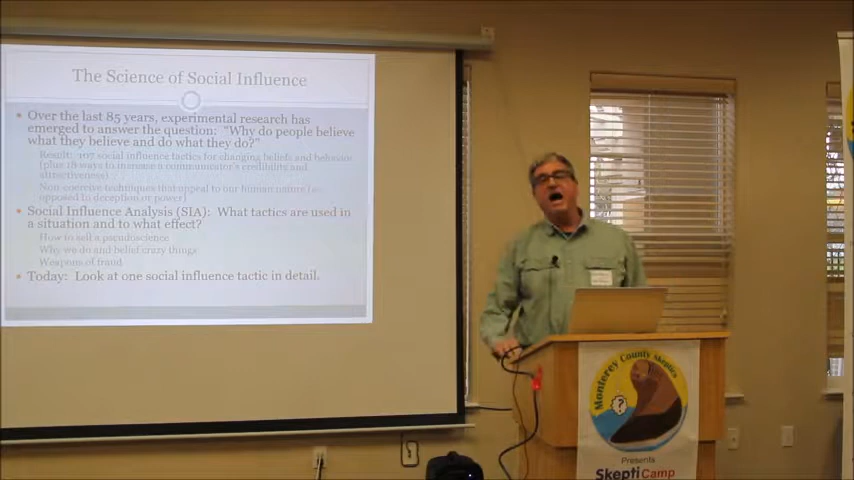 The Science of Social Influence
• Over the last 85 years, experimental research has
emerged to answer the question: "Why do people believe
what they believe and do what they do?"
Result: 107 social influence tactics for changing beliefs and behavior
(plus 18 ways to increase a communicator's credibility and
attractiveness)
Non-coercive techniques that appeal to our human nature (as
opposed to deception or power)
• Social Influence Analysis (SIA): What tactics are used in
a situation and to what effect?
How to sell a pseudoscience
Why we do and belief crazy things
Weapons of fraud
• Today: Look at one social influence tactic in detail.
Monterey County Skeptics
?
Presents
SkeptiCamp